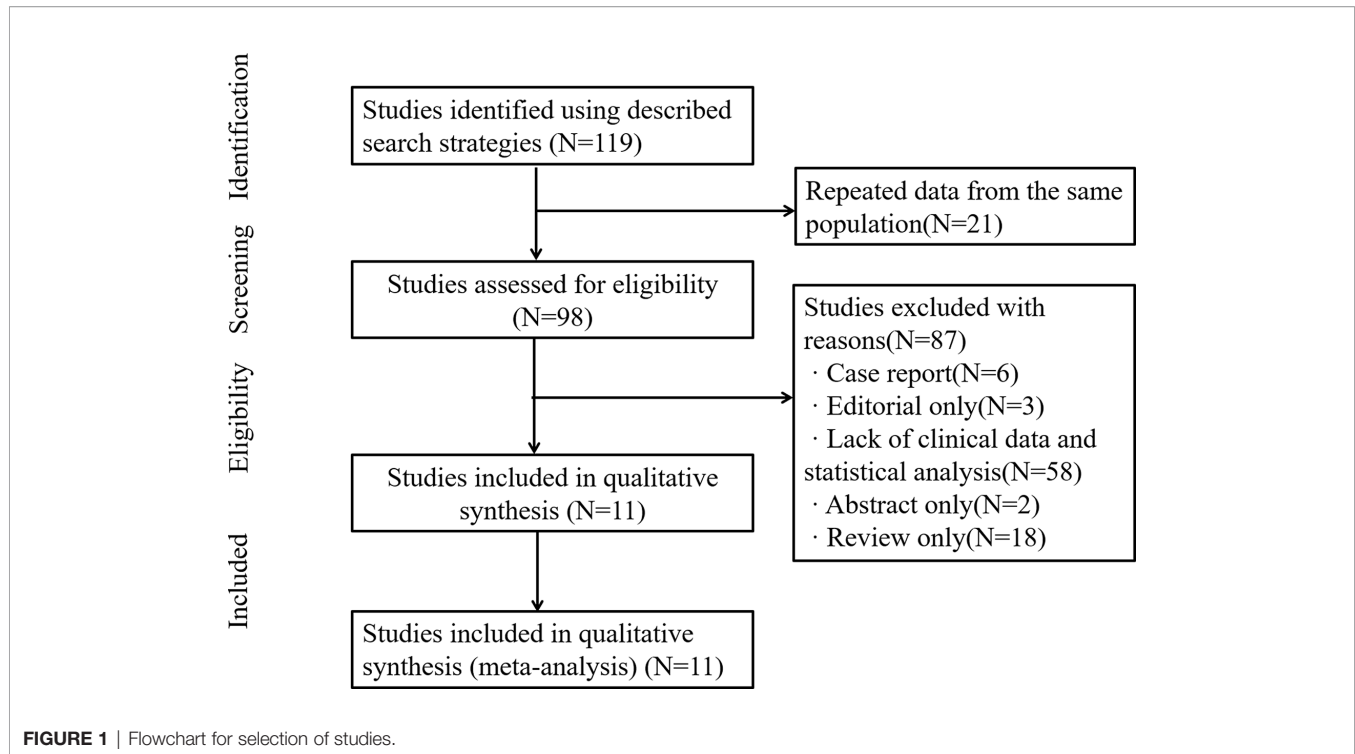 Identification
Studies identified using described
search strategies (N=119)
Repeated data from the same
population(N=21)
Screening
Studies assessed for eligibility
(N=98)
Studies excluded with
reasons(N=87)
· Case report(N=6)
· Editorial only(N=3)
· Lack of clinical data and
statistical analysis(N=58)
· Abstract only(N=2)
· Review only(N=18)
Eligibility
Studies included in qualitative
synthesis (N=11)
Included
Studies included in qualitative
synthesis (meta-analysis) (N=11)
FIGURE 1 | Flowchart for selection of studies.